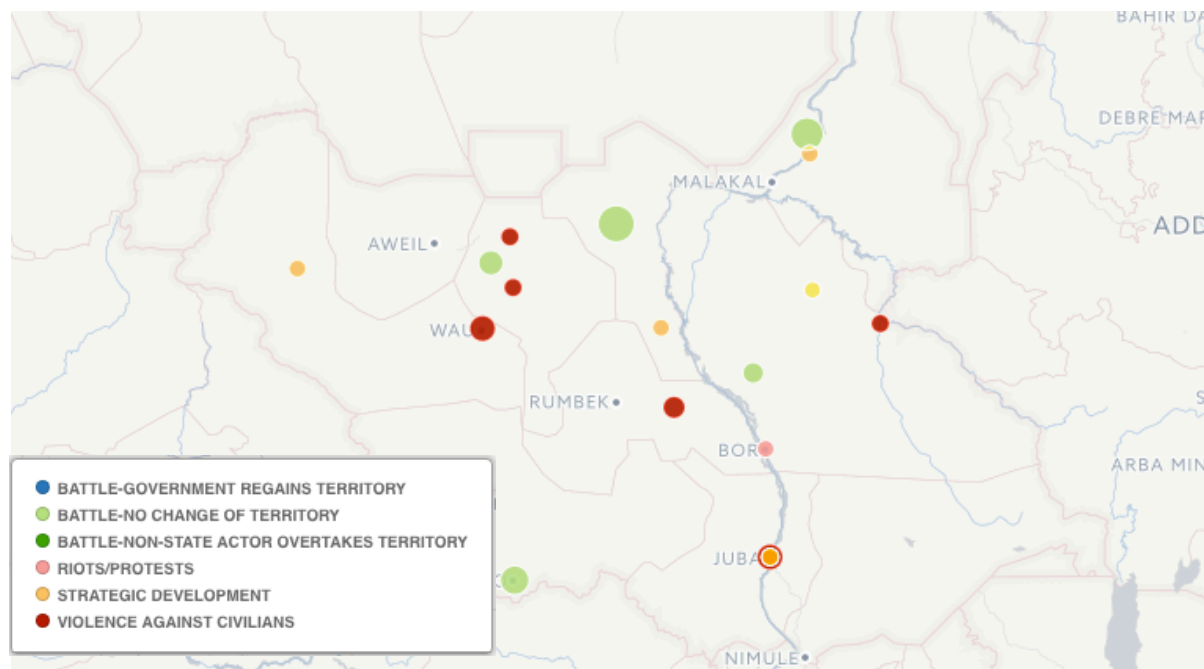 BAHIR DA
DEBRE MAR
MALAKAL
ADD
AWEIL
WAU
RUMBEK
BOR
ARBA MIN
BATTLE-GOVERNMENT REGAINS TERRITORY
BATTLE-NO CHANGE OF TERRITORY
BATTLE-NON-STATE ACTOR OVERTAKES TERRITORY
RIOTS/PROTESTS
STRATEGIC DEVELOPMENT
VIOLENCE AGAINST CIVILIANS
JUBA
NIMULE